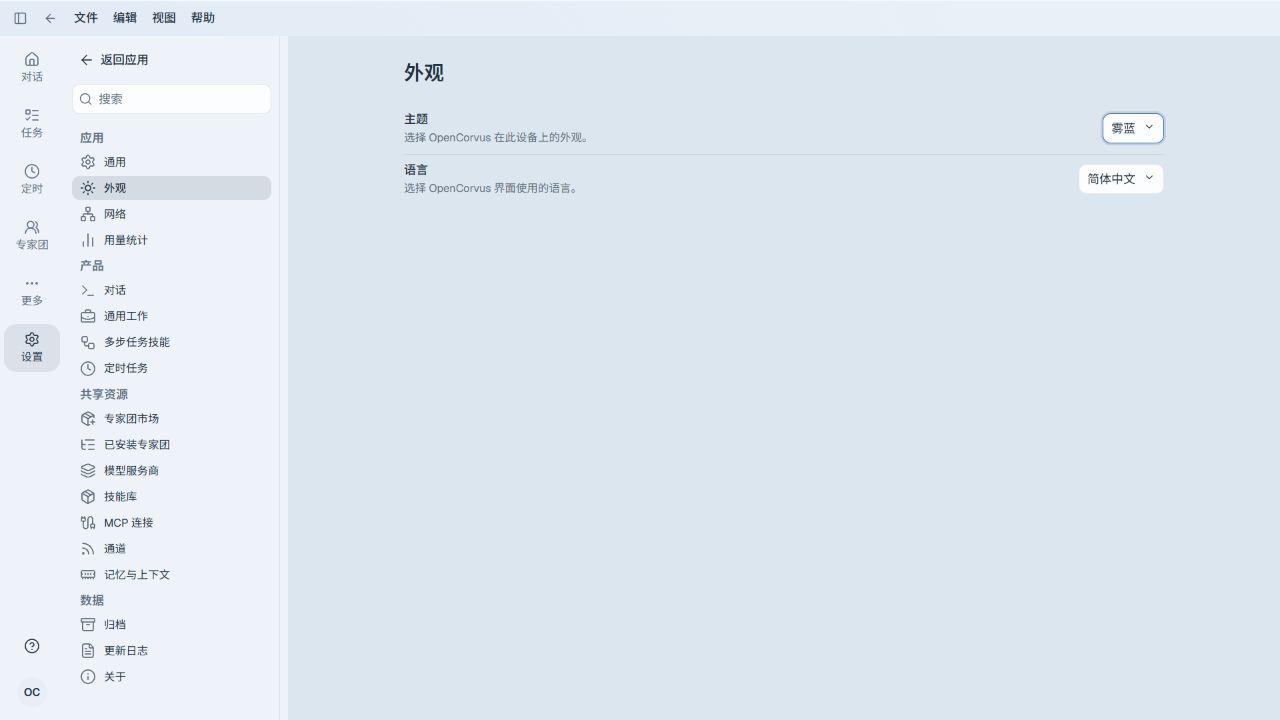 文件 编辑 视图 帮助
对话
任务
定时
专家团
更多
设置
OC
返回应用
搜索
应用
通用
外观
网络
用量统计
产品
对话
通用工作
多步任务技能
定时任务
共享资源
专家团市场
已安装专家团
模型服务商
技能库
MCP 连接
通道
记忆与上下文
数据
归档
更新日志
关于
外观
主题
选择 OpenCorvus 在此设备上的外观。
雾蓝
语言
选择 OpenCorvus 界面使用的语言。
简体中文